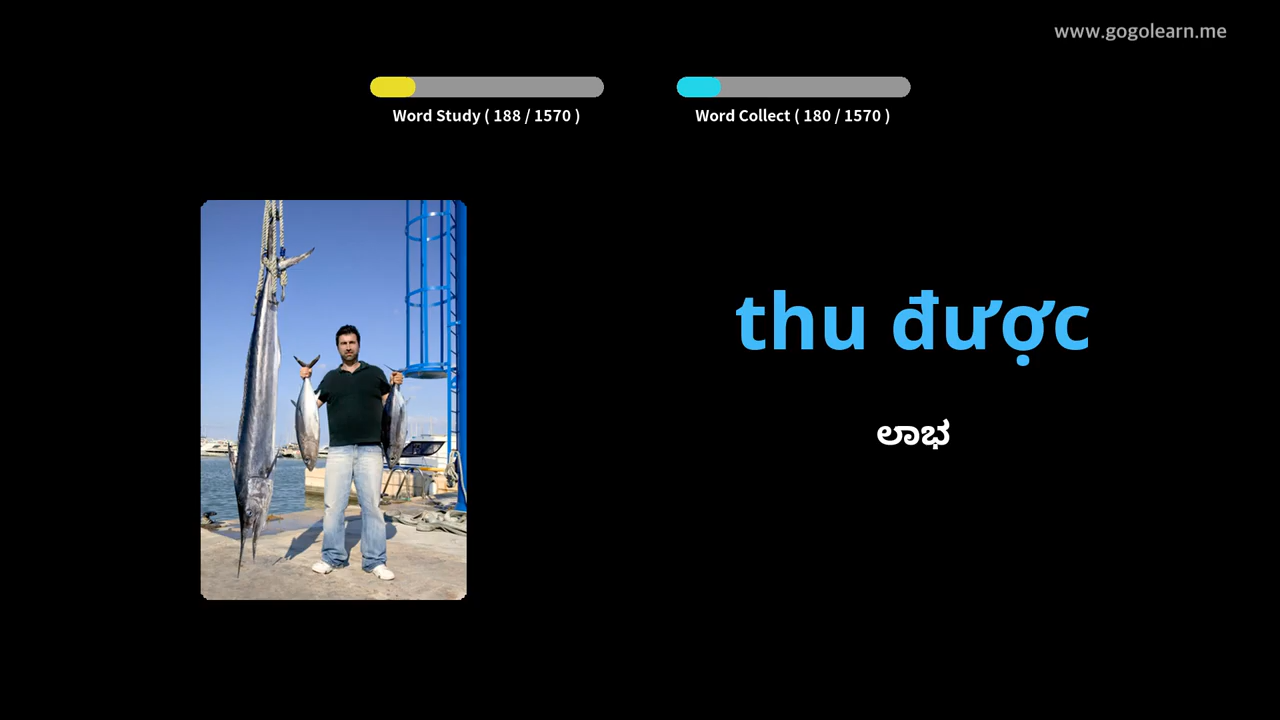 www.gogolearn.me
Word Study ( 188 / 1570 )
Word Collect ( 180 / 1570 )
thu được
ಲಾಭ